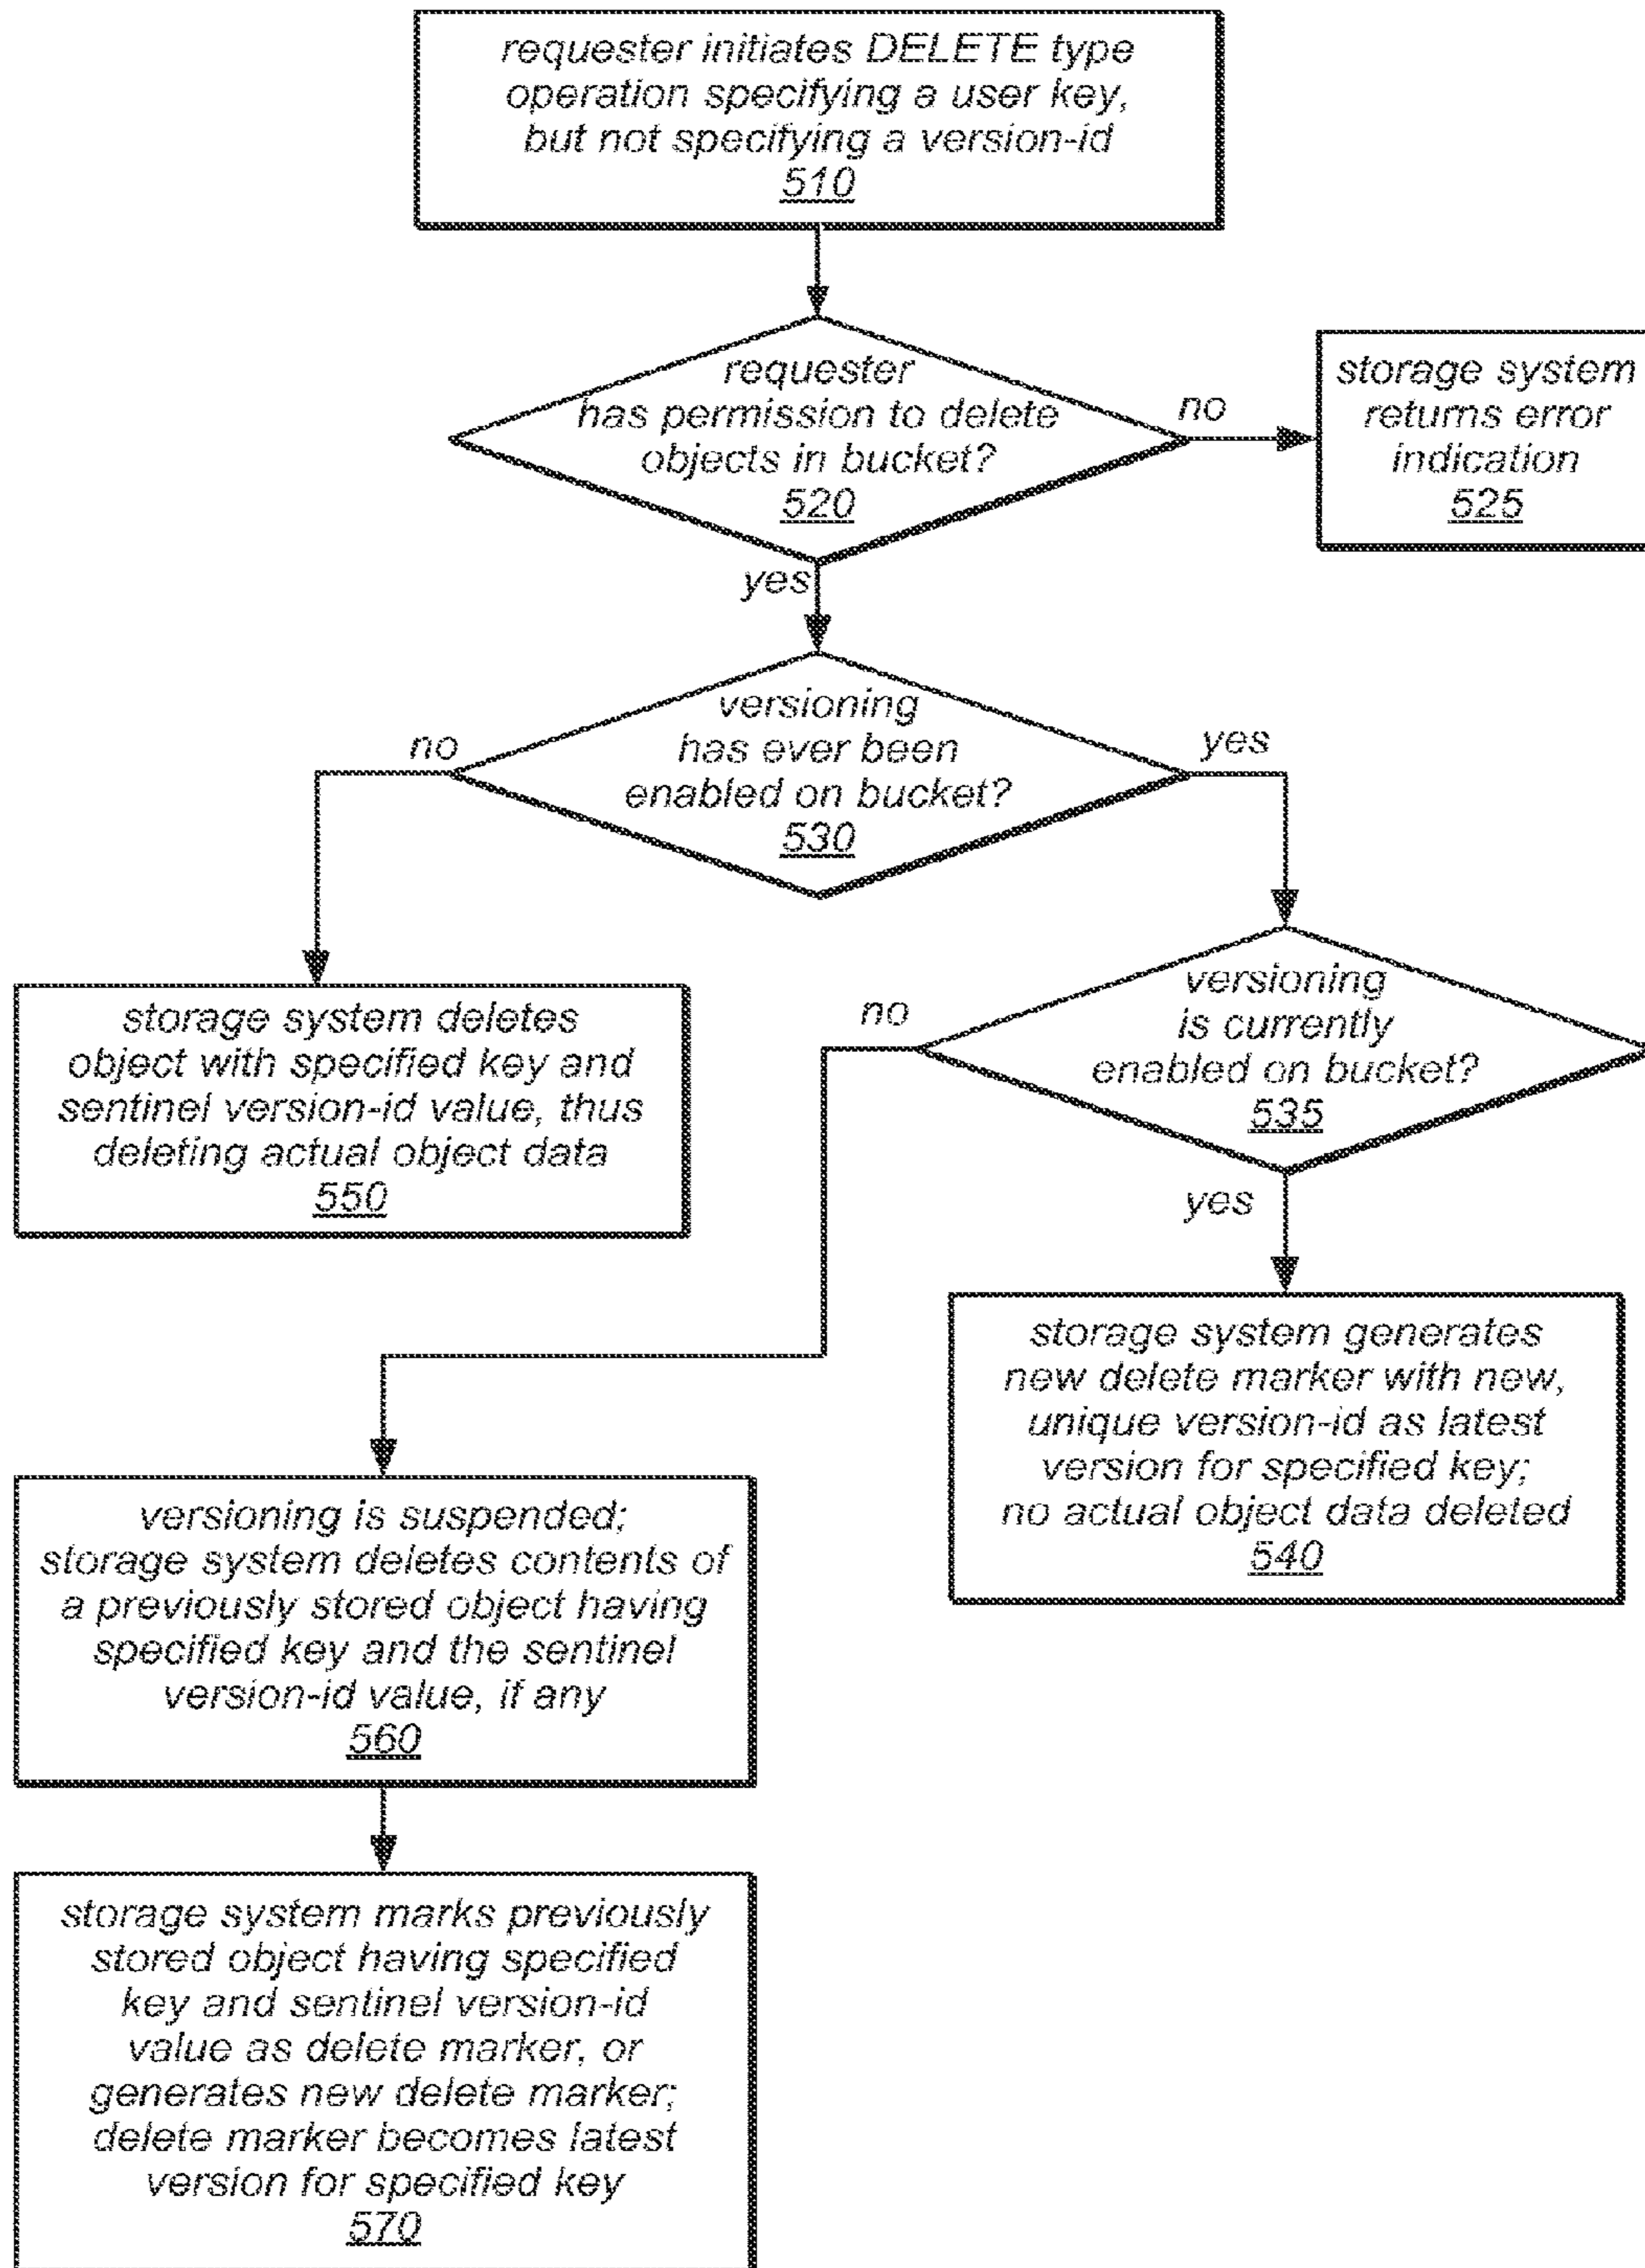 requester initiates DELETE type
operation specifying a user key,
but not specifying a version-id
510
requester
has permission to delete
objects in bucket?
520
no
storage system
returns error
indication
525
yes
versioning
has ever been
enabled on bucket?
530
no
yes
storage system deletes
object with specified key and
sentinel version-id value, thus
deleting actual object data
550
versioning
is currently
enabled on bucket?
535
no
yes
storage system generates
new delete marker with new,
unique version-id as latest
version for specified key;
no actual object data deleted
540
versioning is suspended;
storage system deletes contents of
a previously stored object having
specified key and the sentinel
version-id value, if any
560
storage system marks previously
stored object having specified
key and sentinel version-id
value as delete marker, or
generates new delete marker;
delete marker becomes latest
version for specified key
570